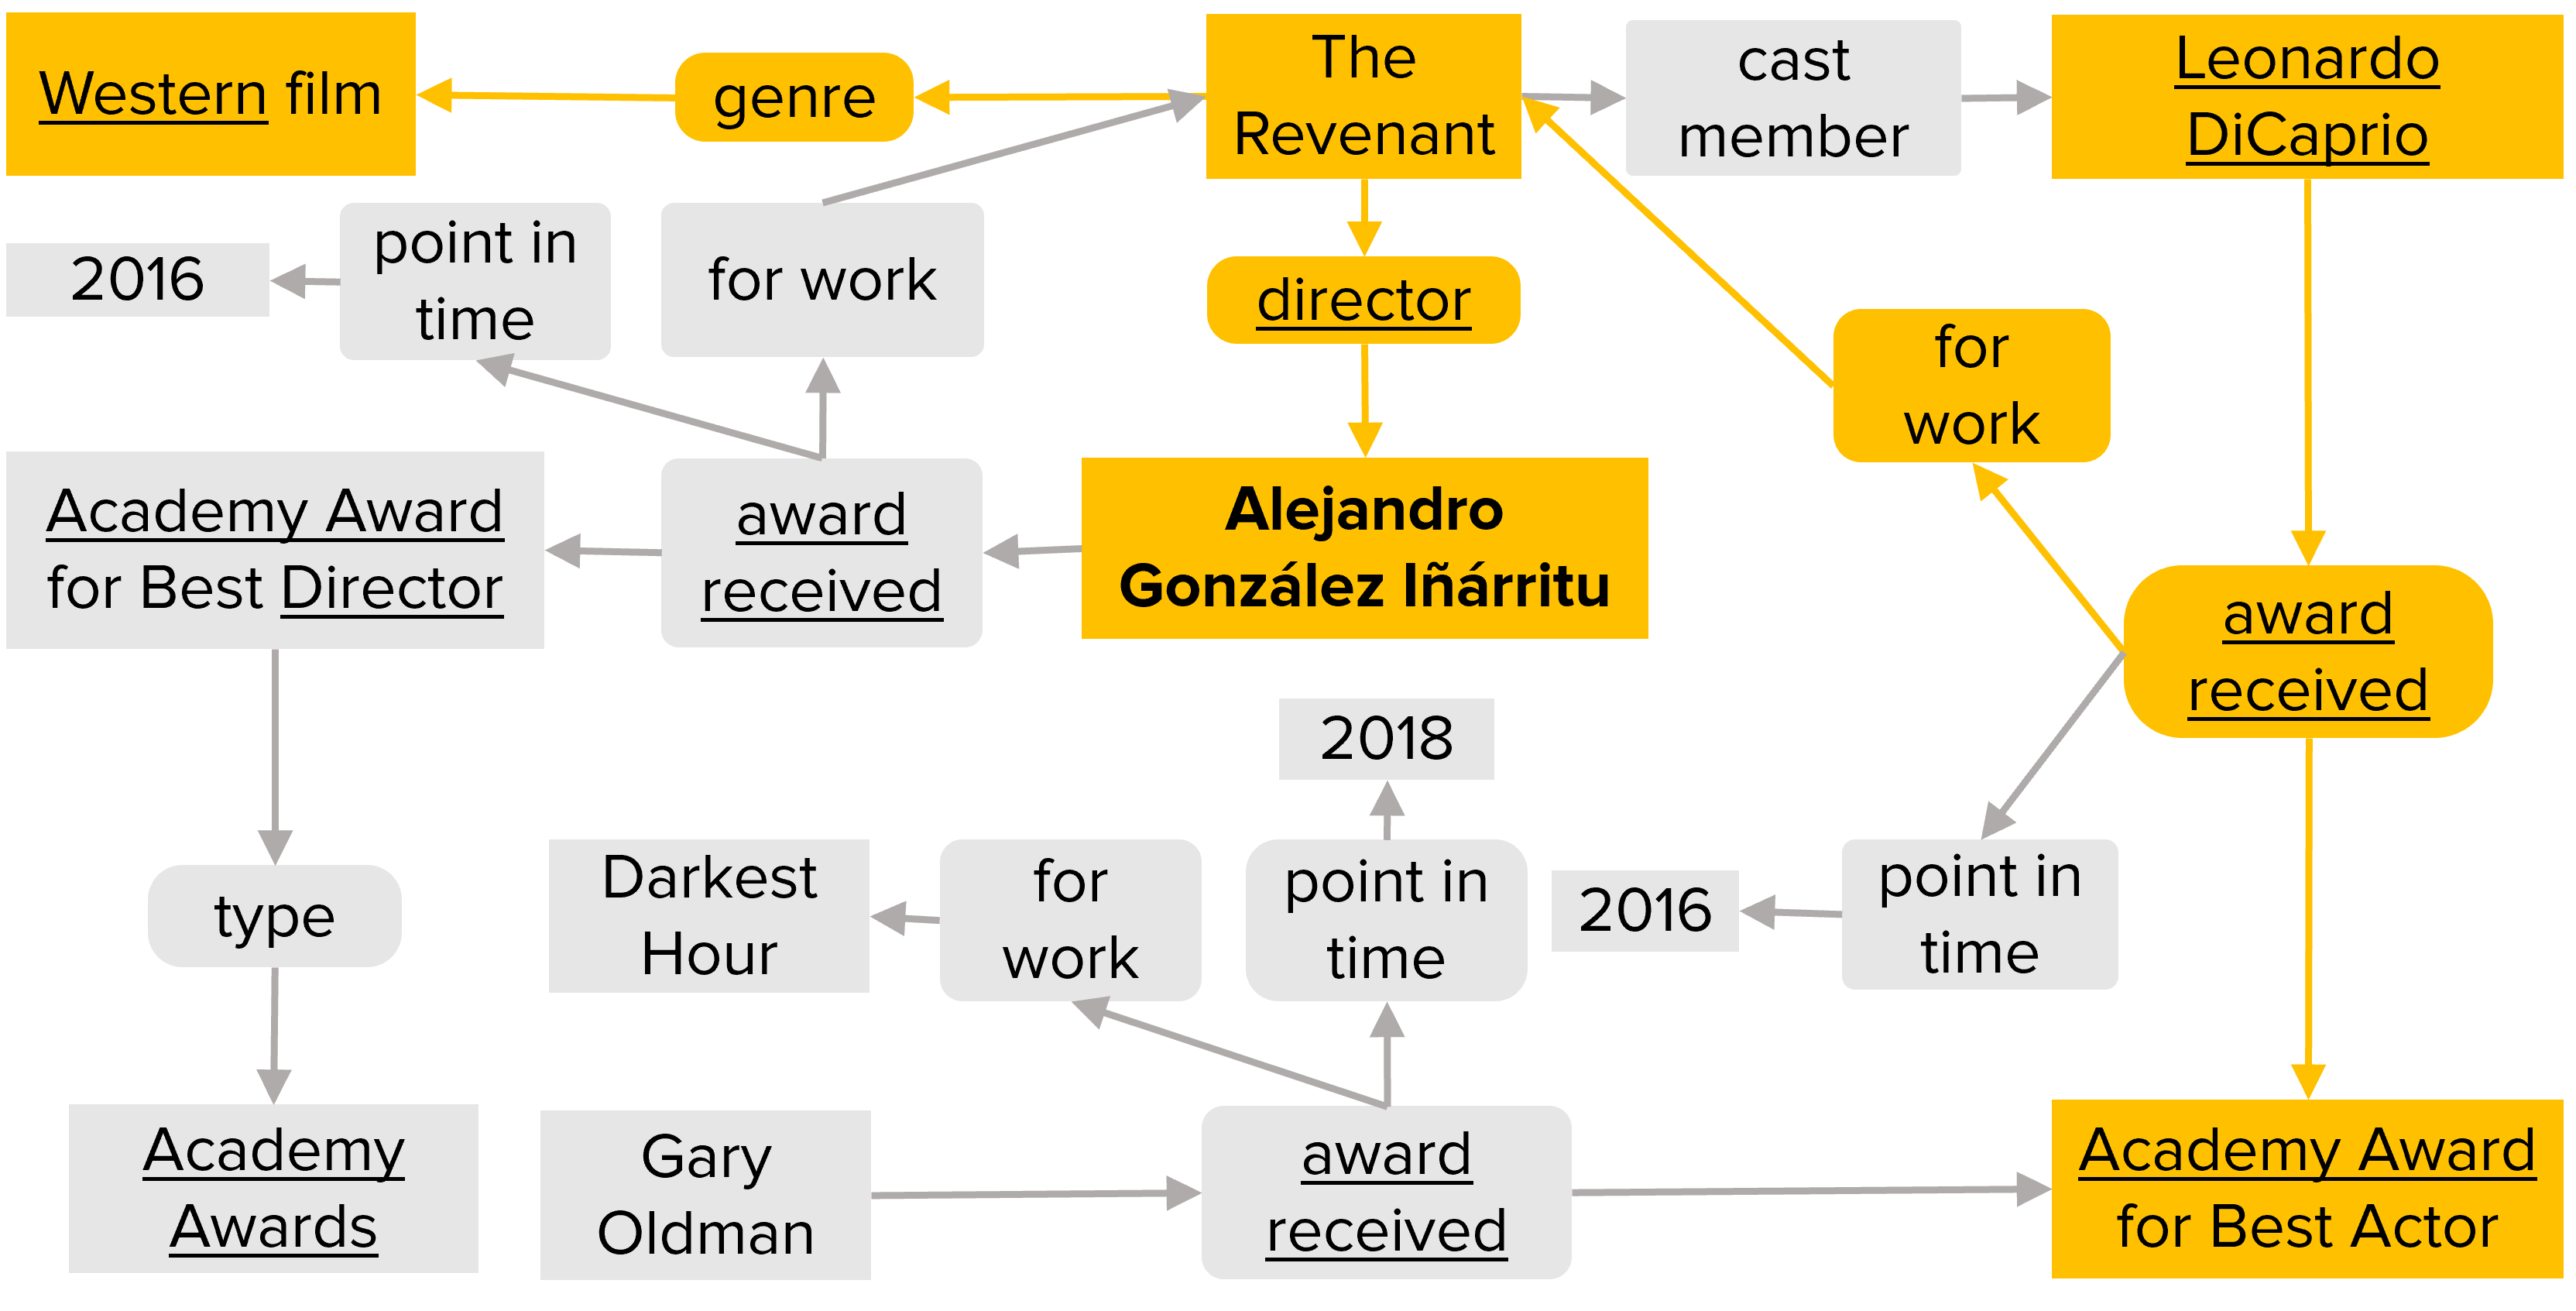 Western film
genre
The
Revenant
cast
member
Leonardo
DiCaprio
2016
point in
time
for work
director
for
work
Academy Award
for Best Director
award
received
Alejandro
González Iñárritu
award
received
2018
type
Darkest
Hour
for
work
point in
time
2016
point in
time
Academy
Awards
Gary
Oldman
award
received
Academy Award
for Best Actor